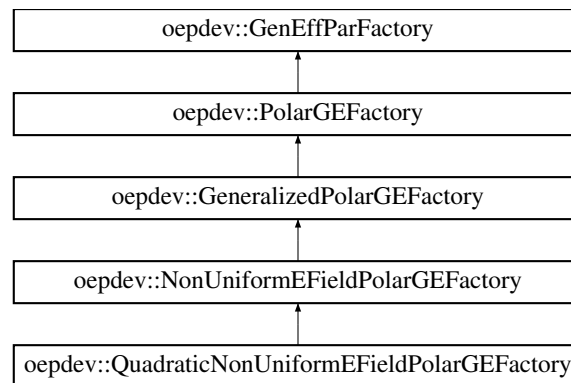 oepdev::GenEffParFactory
oepdev::PolarGEFactory
oepdev::GeneralizedPolarGEFactory
oepdev::NonUniformEFieldPolarGEFactory
oepdev::QuadraticNonUniformEFieldPolarGEFactory